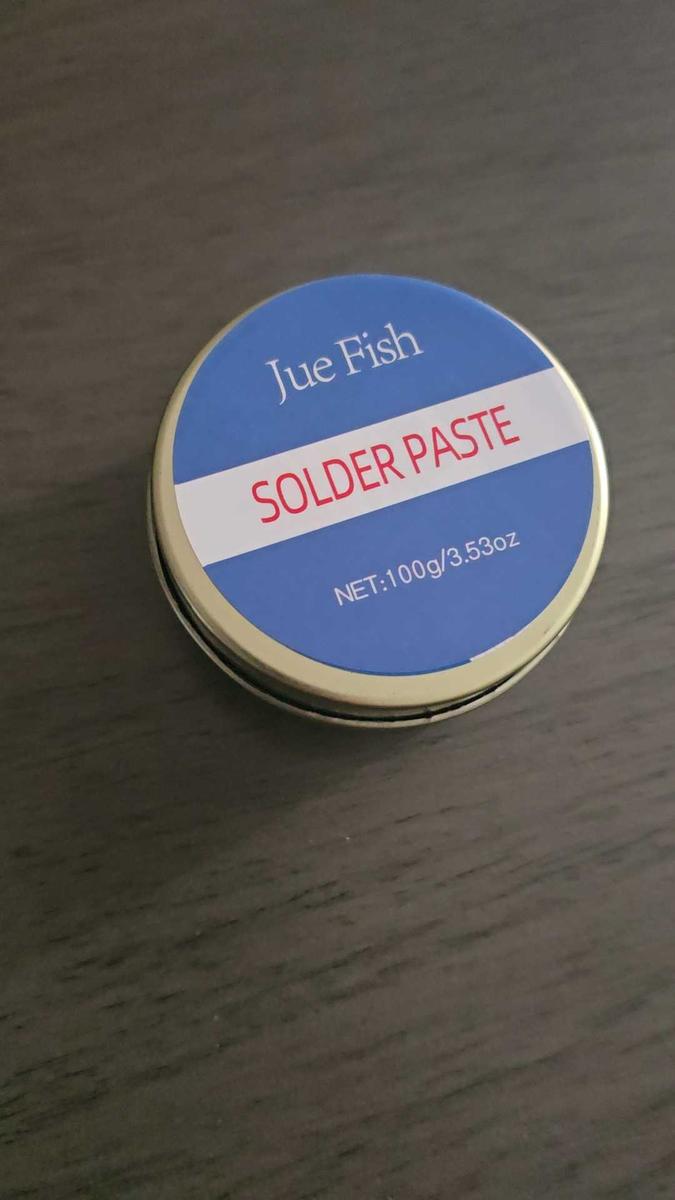 Jue Fish
SOLDER PASTE
NET:100g/3.53oz